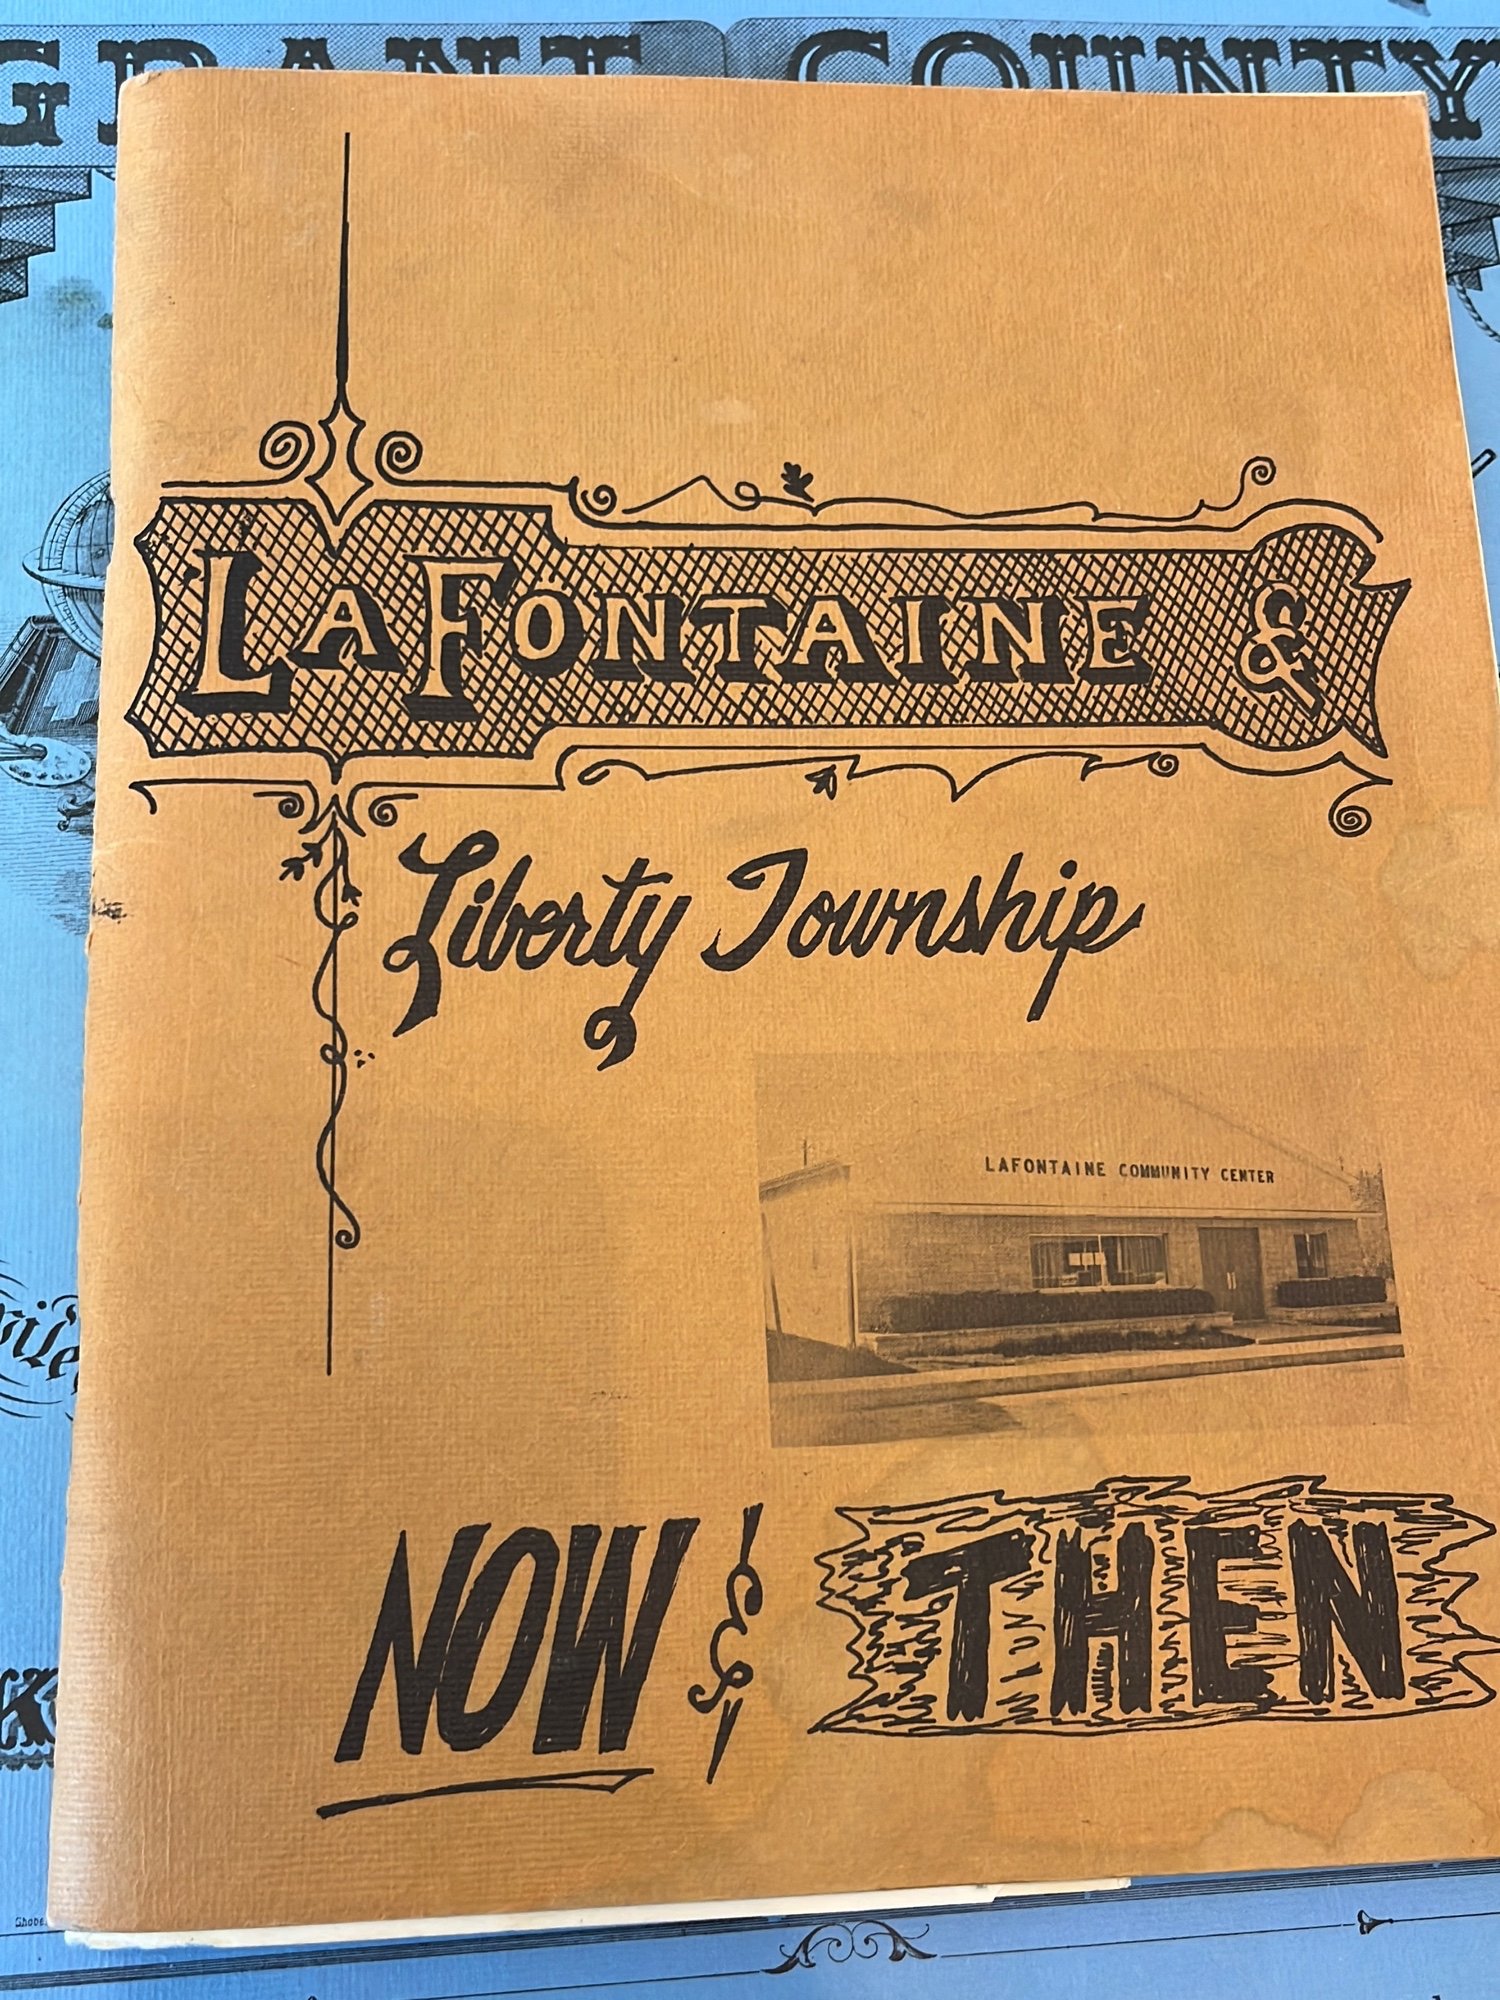 GRANT COUNTY
LAFONTAINE &
Liberty Township
LAFONTAINE COMMUNITY CENTER
NOW & THEN